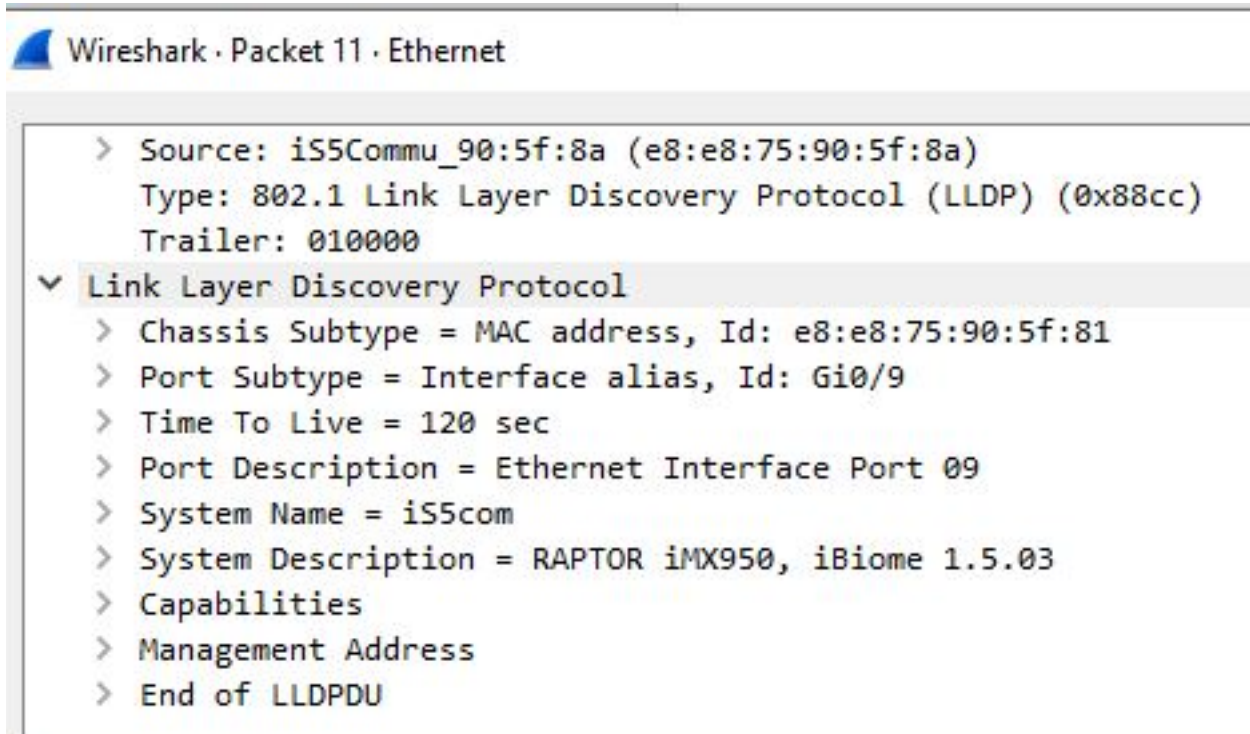 Wireshark · Packet 11 · Ethernet
Source: iS5Commu_90:5f:8a (e8:e8:75:90:5f:8a)
Type: 802.1 Link Layer Discovery Protocol (LLDP) (0x88cc)
Trailer: 010000
Link Layer Discovery Protocol
Chassis Subtype = MAC address, Id: e8:e8:75:90:5f:81
Port Subtype = Interface alias, Id: Gi0/9
Time To Live = 120 sec
Port Description = Ethernet Interface Port 09
System Name = iS5com
System Description = RAPTOR iMX950, iBiome 1.5.03
Capabilities
Management Address
End of LLDPDU